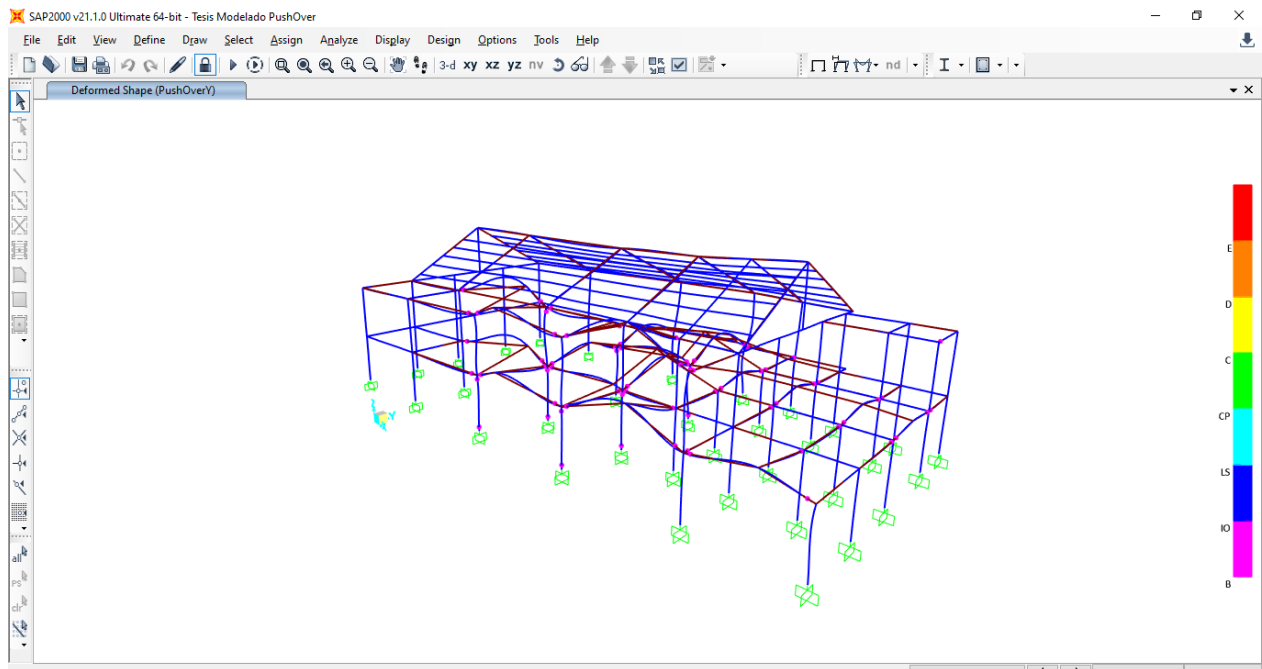 SAP2000 v21.1.0 Ultimate 64-bit - Tesis Modelado PushOver
File Edit View Define Draw Select Assign Analyze Display Design Options Tools Help
3-d xy xz yz nv nd
Deformed Shape (PushOverY)
E
D
C
CP
LS
IO
B
Y
all
ps
clr